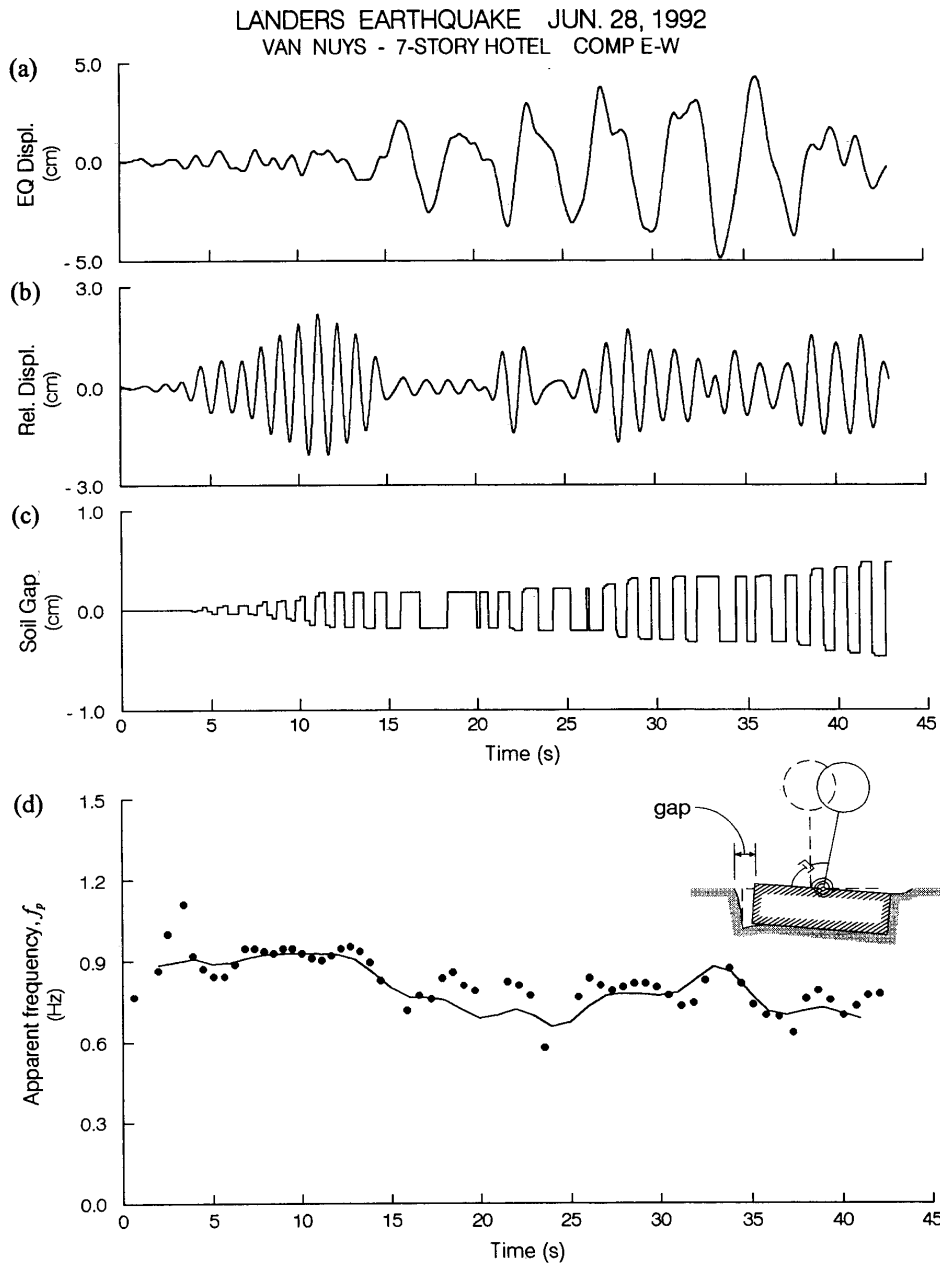 LANDERS EARTHQUAKE JUN. 28, 1992
VAN NUYS - 7-STORY HOTEL COMP E-W
(a)
EQ Displ.
(cm)
5.0
0.0
- 5.0
(b)
Rel. Displ.
(cm)
3.0
0.0
- 3.0
(c)
Soil Gap
(cm)
1.0
0.0
- 1.0
0 5 10 15 20 25 30 35 40 45
Time (s)
(d)
Apparent frequency, fp
(Hz)
1.5
1.2
0.9
0.6
0.3
0.0
gap
0 5 10 15 20 25 30 35 40 45
Time (s)